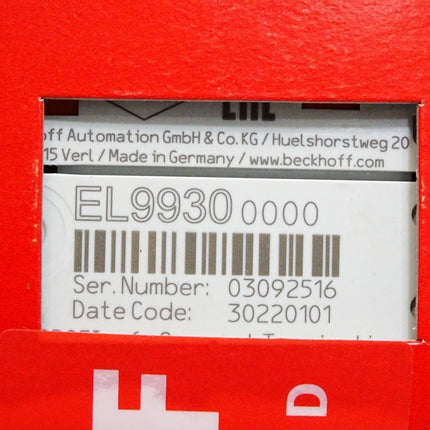 EAC
off Automation GmbH & Co. KG / Huelshorstweg 20
15 Verl / Made in Germany / www.beckhoff.com
EL9930 0000
Ser. Number: 03092516
Date Code: 30220101
F D